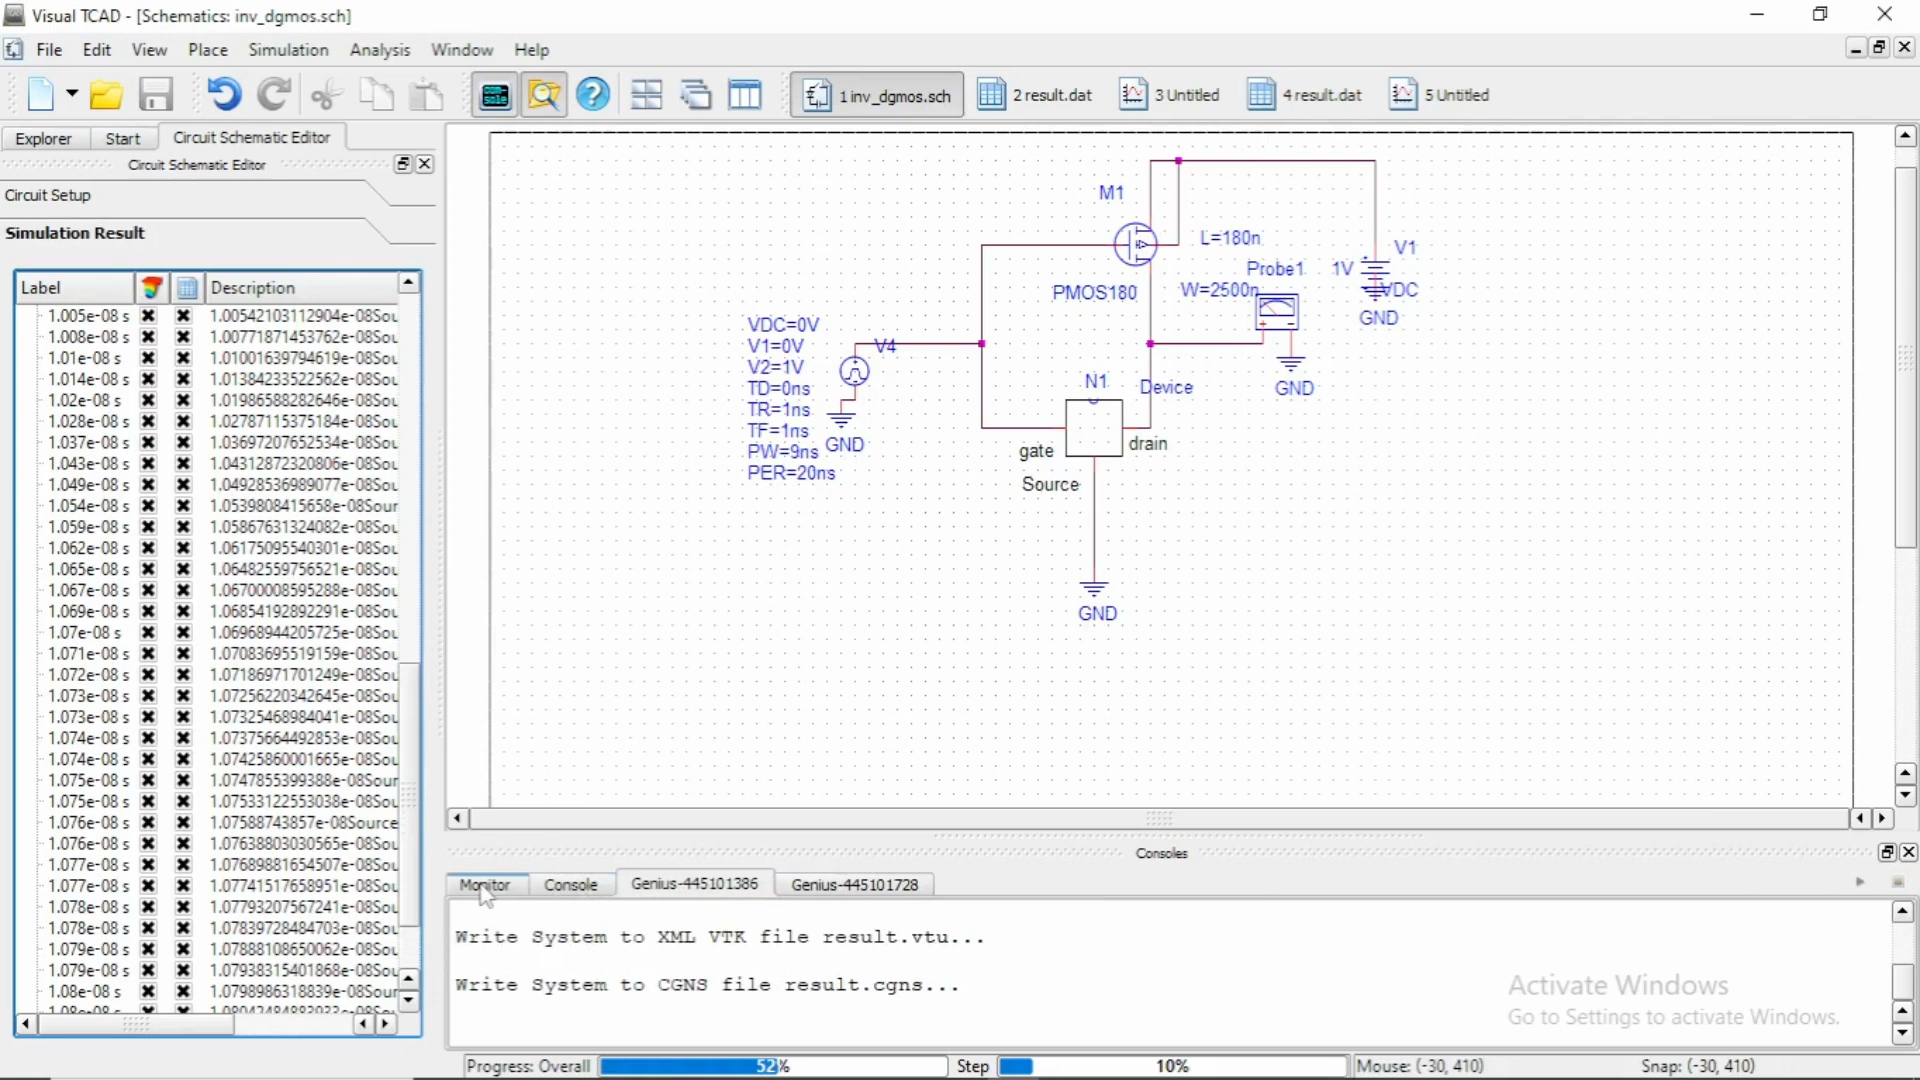 Visual TCAD - [Schematics: inv_dgmos.sch]
File Edit View Place Simulation Analysis Window Help
1 inv_dgmos.sch 2 result.dat 3 Untitled 4 result.dat 5 Untitled
Explorer Start Circuit Schematic Editor
Circuit Schematic Editor
Circuit Setup
Simulation Result
Label Description
1.005e-08 s 1.00542103112904e-08Sou
1.008e-08 s 1.00771871453762e-08Sou
1.01e-08 s 1.01001639794619e-08Sou
1.014e-08 s 1.01384233522562e-08Sou
1.02e-08 s 1.01986588282646e-08Sou
1.028e-08 s 1.02787115375184e-08Sou
1.037e-08 s 1.03697207652534e-08Sou
1.043e-08 s 1.04312872320806e-08Sou
1.049e-08 s 1.04928536989077e-08Sou
1.054e-08 s 1.0539808415658e-08Sour
1.059e-08 s 1.05867631324082e-08Sou
1.062e-08 s 1.06175095540301e-08Sou
1.065e-08 s 1.06482559756521e-08Sou
1.067e-08 s 1.06700008595288e-08Sou
1.069e-08 s 1.06854192892291e-08Sou
1.07e-08 s 1.06968944205725e-08Sou
1.071e-08 s 1.07083695519159e-08Sou
1.072e-08 s 1.07186971701249e-08Sou
1.073e-08 s 1.07256220342645e-08Sou
1.073e-08 s 1.07325468984041e-08Sou
1.074e-08 s 1.07375664492853e-08Sou
1.074e-08 s 1.07425860001665e-08Sou
1.075e-08 s 1.0747855399388e-08Sour
1.075e-08 s 1.07533122553038e-08Sou
1.076e-08 s 1.07588743857e-08Source
1.076e-08 s 1.07638803030565e-08Sou
1.077e-08 s 1.07689881654507e-08Sou
1.077e-08 s 1.07741517658951e-08Sou
1.078e-08 s 1.07793207567241e-08Sou
1.078e-08 s 1.07839728484703e-08Sou
1.079e-08 s 1.07888108650062e-08Sou
1.079e-08 s 1.07938315401868e-08Sou
1.08e-08 s 1.0798986318839e-08Sour
M1
L=180n
V1
Probe1 1V
PMOS180 W=2500n VDC
GND
VDC=0V
V1=0V V4
V2=1V
TD=0ns N1 Device GND
TR=1ns
TF=1ns
PW=9ns GND gate drain
PER=20ns
Source
GND
Consoles
Monitor Console Genius-445101386 Genius-445101728
Write System to XML VTK file result.vtu...
Write System to CGNS file result.cgns...
Activate Windows
Go to Settings to activate Windows.
Progress: Overall 52% Step 10% Mouse: (-30, 410) Snap: (-30, 410)